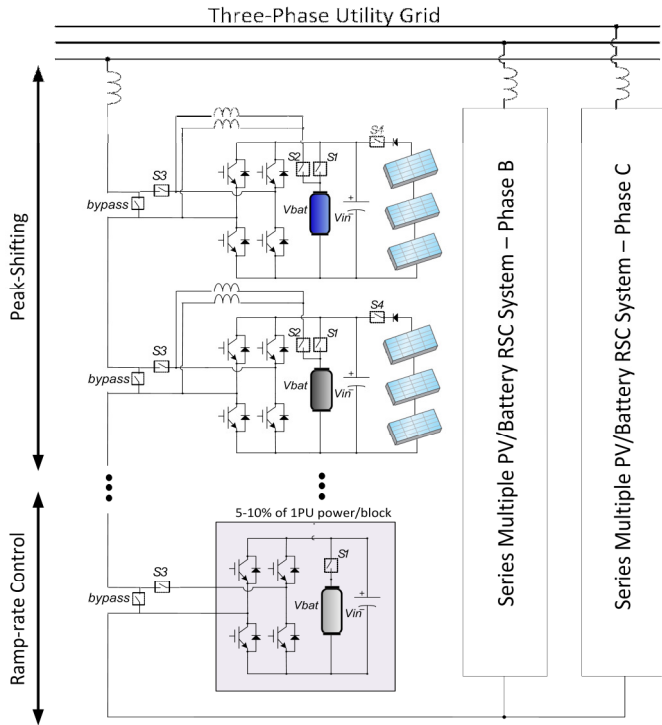 Three-Phase Utility Grid
Peak-Shifting
S4
S2
S1
S3
bypass
Vbat
Vin
+
S4
S2
S1
S3
bypass
Vbat
Vin
+
Ramp-rate Control
5-10% of 1PU power/block
S1
S3
bypass
Vbat
Vin
+
Series Multiple PV/Battery RSC System – Phase B
Series Multiple PV/Battery RSC System – Phase C